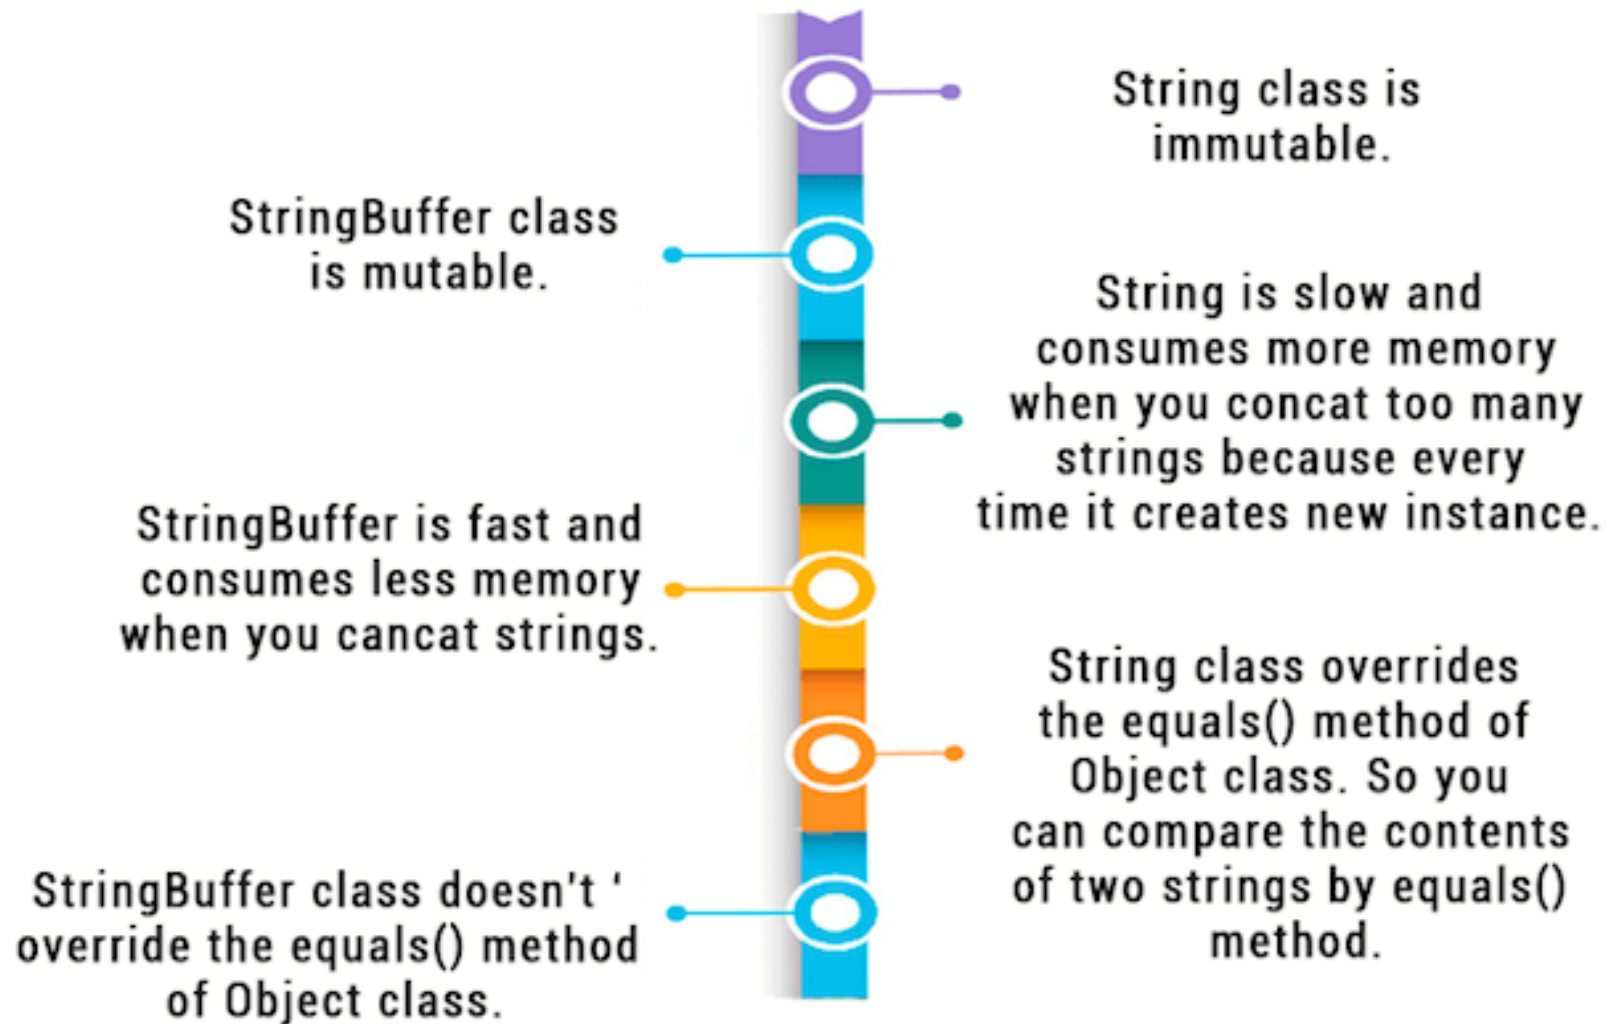 String class is
immutable.
StringBuffer class
is mutable.
String is slow and
consumes more memory
when you concat too many
strings because every
time it creates new instance.
StringBuffer is fast and
consumes less memory
when you cancat strings.
String class overrides
the equals() method of
Object class. So you
can compare the contents
of two strings by equals()
method.
StringBuffer class doesn't ‘
override the equals() method
of Object class.